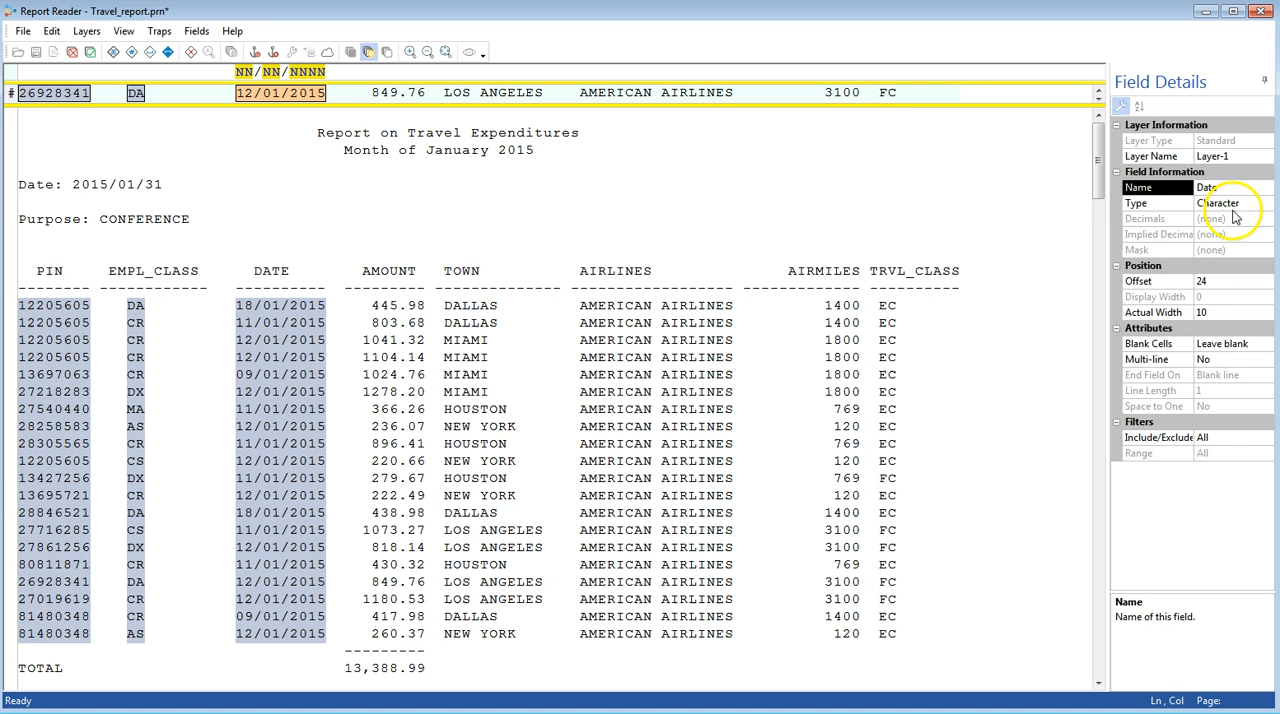 Report Reader - Travel_report.prn*
File Edit Layers View Traps Fields Help
NN/NN/NNNN
#26928341 DA 12/01/2015 849.76 LOS ANGELES AMERICAN AIRLINES 3100 FC
Report on Travel Expenditures
Month of January 2015
Date: 2015/01/31
Purpose: CONFERENCE
PIN EMPL_CLASS DATE AMOUNT TOWN AIRLINES AIRMILES TRVL_CLASS
-------- ------------ ---------- --------- ------------- ----------------- ------------- ----------
12205605 DA 18/01/2015 445.98 DALLAS AMERICAN AIRLINES 1400 EC
12205605 CR 11/01/2015 803.68 DALLAS AMERICAN AIRLINES 1400 EC
12205605 CR 12/01/2015 1041.32 MIAMI AMERICAN AIRLINES 1800 EC
12205605 CR 12/01/2015 1104.14 MIAMI AMERICAN AIRLINES 1800 EC
13697063 CR 09/01/2015 1024.76 MIAMI AMERICAN AIRLINES 1800 EC
27218283 DX 12/01/2015 1278.20 MIAMI AMERICAN AIRLINES 1800 EC
27540440 MA 11/01/2015 366.26 HOUSTON AMERICAN AIRLINES 769 EC
28258583 AS 12/01/2015 236.07 NEW YORK AMERICAN AIRLINES 120 EC
28305565 CR 11/01/2015 896.41 HOUSTON AMERICAN AIRLINES 769 EC
12205605 CS 12/01/2015 220.66 NEW YORK AMERICAN AIRLINES 120 EC
13427256 DX 11/01/2015 279.67 HOUSTON AMERICAN AIRLINES 769 FC
13695721 CR 12/01/2015 222.49 NEW YORK AMERICAN AIRLINES 120 EC
28846521 DA 18/01/2015 438.98 DALLAS AMERICAN AIRLINES 1400 EC
27716285 CS 11/01/2015 1073.27 LOS ANGELES AMERICAN AIRLINES 3100 FC
27861256 DX 12/01/2015 818.14 LOS ANGELES AMERICAN AIRLINES 3100 FC
80811871 CR 11/01/2015 430.32 HOUSTON AMERICAN AIRLINES 769 EC
26928341 DA 12/01/2015 849.76 LOS ANGELES AMERICAN AIRLINES 3100 FC
27019619 CR 12/01/2015 1180.53 LOS ANGELES AMERICAN AIRLINES 3100 FC
81480348 CR 09/01/2015 417.98 DALLAS AMERICAN AIRLINES 1400 EC
81480348 AS 12/01/2015 260.37 NEW YORK AMERICAN AIRLINES 120 EC
---------
TOTAL 13,388.99
Field Details
Layer Information
Layer Type Standard
Layer Name Layer-1
Field Information
Name Date
Type Character
Decimals (none)
Implied Decima (none)
Mask (none)
Position
Offset 24
Display Width 0
Actual Width 10
Attributes
Blank Cells Leave blank
Multi-line No
End Field On Blank line
Line Length 1
Space to One No
Filters
Include/Exclude All
Range All
Name
Name of this field.
Ready Ln , Col Page: